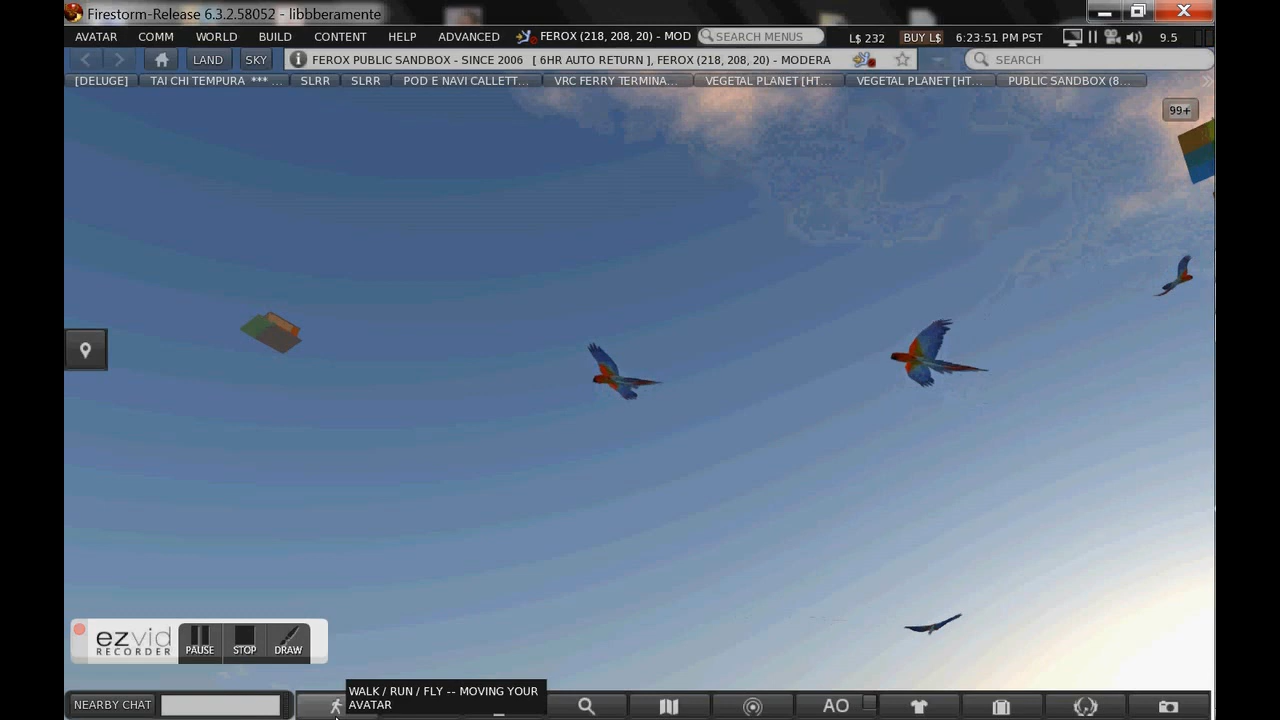 Firestorm-Release 6.3.2.58052 - libbberamente
AVATAR COMM WORLD BUILD CONTENT HELP ADVANCED FEROX (218, 208, 20) - MOD SEARCH MENUS L$ 232 BUY L$ 6:23:51 PM PST 9.5
LAND SKY FEROX PUBLIC SANDBOX - SINCE 2006 [ 6HR AUTO RETURN ], FEROX (218, 208, 20) - MODERA SEARCH
[DELUGE] TAI CHI TEMPURA *** ... SLRR SLRR POD E NAVI CALLETT... VRC FERRY TERMINA... VEGETAL PLANET [HT... VEGETAL PLANET [HT... PUBLIC SANDBOX (8...
99+
ezvid
RECORDER
PAUSE STOP DRAW
WALK / RUN / FLY -- MOVING YOUR
AVATAR
NEARBY CHAT AO